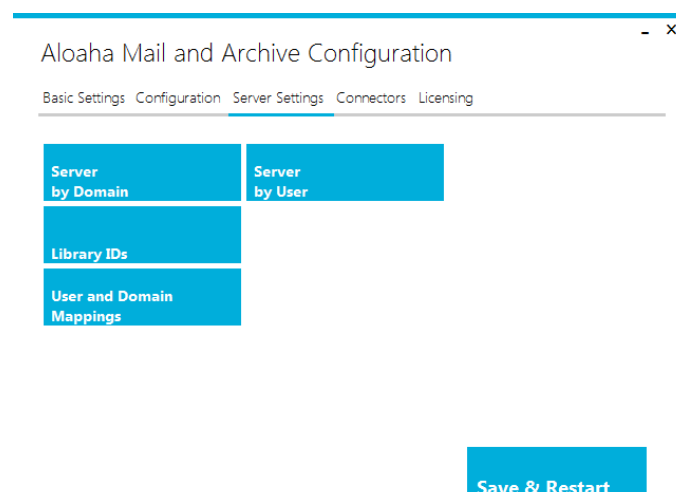 Aloaha Mail and Archive Configuration
Basic Settings Configuration Server Settings Connectors Licensing
Server
by Domain
Server
by User
Library IDs
User and Domain
Mappings
Save & Restart